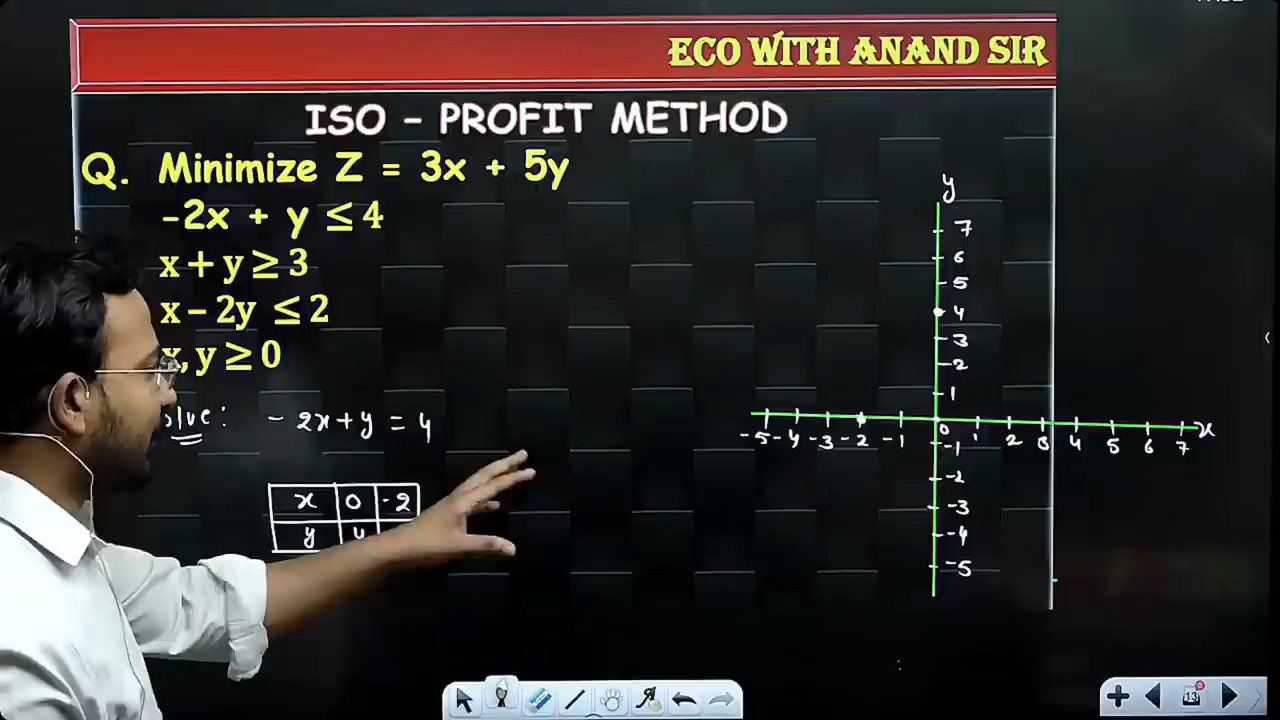 ECO WITH ANAND SIR
ISO – PROFIT METHOD
Q. Minimize Z = 3x + 5y
-2x + y ≤ 4
x + y ≥ 3
x – 2y ≤ 2
x, y ≥ 0
-2x + y = 4
x 0 -2
y 4
y
7
6
5
4
3
2
1
-5 -4 -3 -2 -1 0 1 2 3 4 5 6 7 x
-1
-2
-3
-4
-5
13